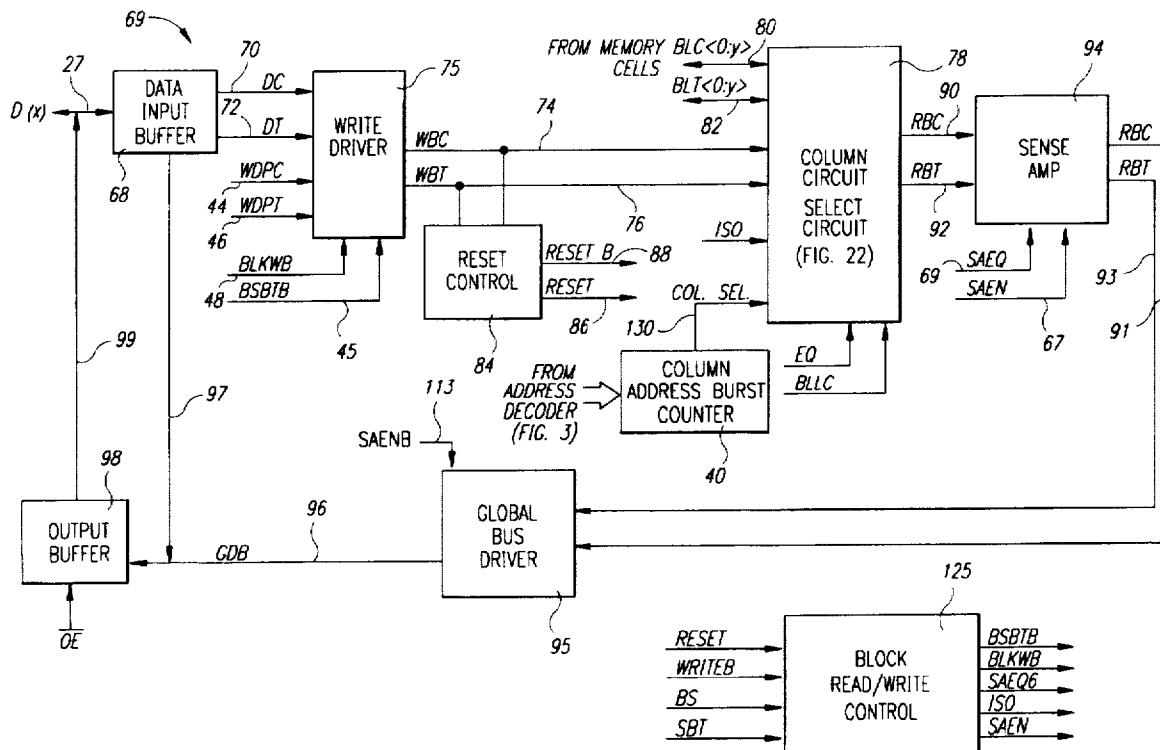 69
27
D (x)
DATA
INPUT
BUFFER
68
70
DC
72
DT
WDPC
44
WDPT
46
BLKWB
48
BSBTB
45
75
WRITE
DRIVER
WBC
WBT
74
76
RESET
CONTROL
84
RESET B
88
RESET
86
FROM MEMORY
CELLS
BLC<0:y>
80
BLT<0:y>
82
ISO
COL. SEL.
130
78
COLUMN
CIRCUIT
SELECT
CIRCUIT
(FIG. 22)
EQ
BLLC
FROM
ADDRESS
DECODER
(FIG. 3)
COLUMN
ADDRESS BURST
COUNTER
40
90
RBC
RBT
92
94
SENSE
AMP
RBC
RBT
93
91
SAEQ
69
SAEN
67
99
97
113
SAENB
98
OUTPUT
BUFFER
OE
96
GDB
GLOBAL
BUS
DRIVER
95
125
RESET
WRITEB
BS
SBT
BLOCK
READ/WRITE
CONTROL
BSBTB
BLKWB
SAEQ6
ISO
SAEN